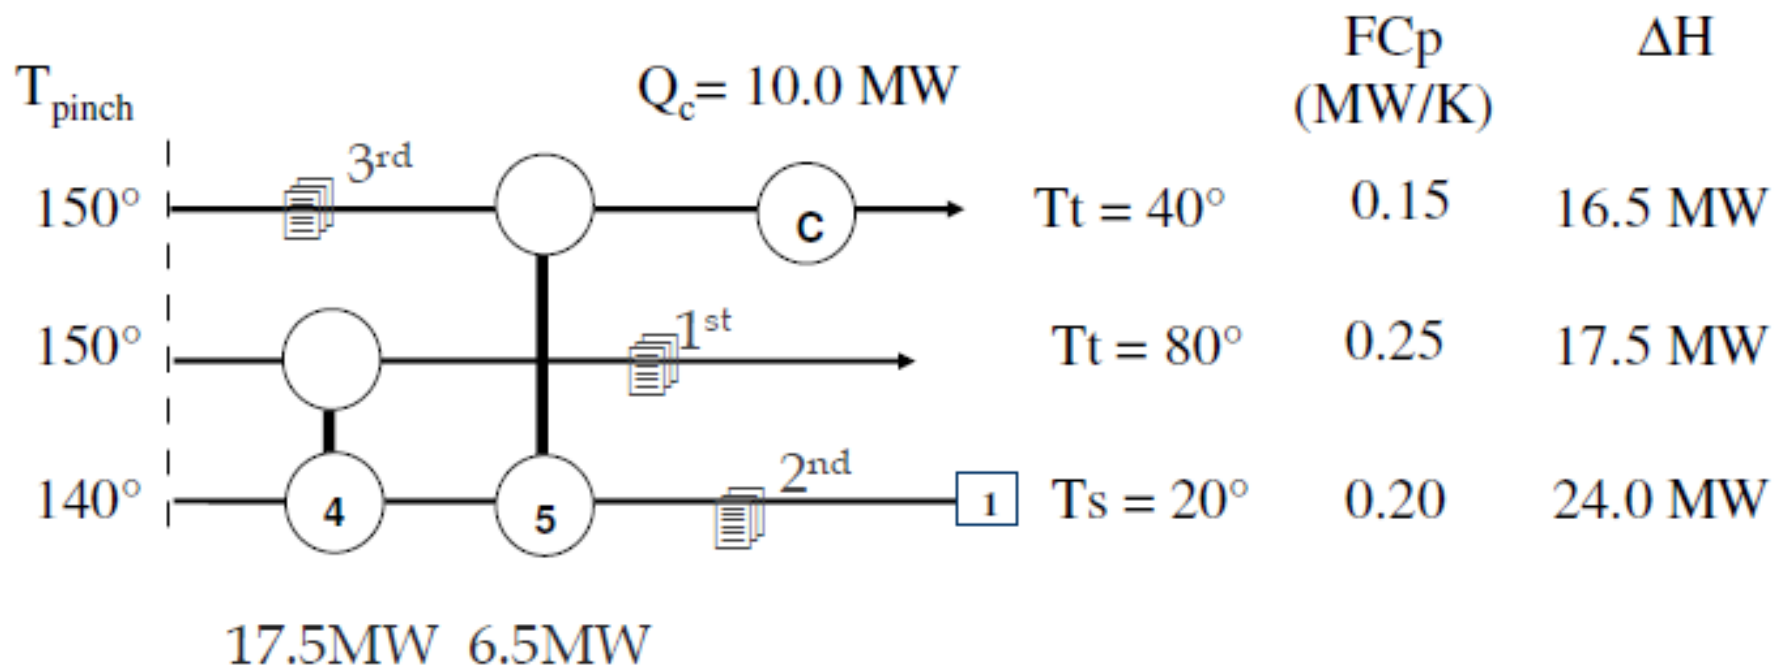 FCp ΔH
T_pinch Q_c= 10.0 MW (MW/K)
3rd
150° Tt = 40° 0.15 16.5 MW
C
1st
150° Tt = 80° 0.25 17.5 MW
2nd
140° 4 5 1 Ts = 20° 0.20 24.0 MW
17.5MW 6.5MW